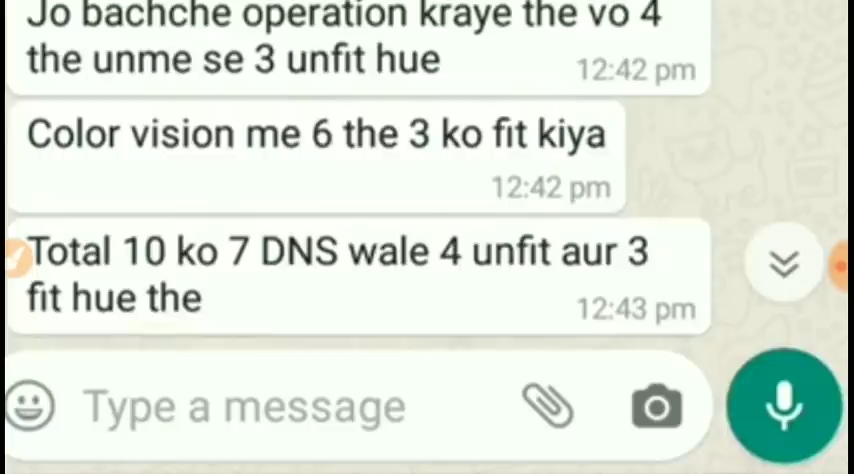 Jo bachche operation kraye the vo 4
the unme se 3 unfit hue
12:42 pm
Color vision me 6 the 3 ko fit kiya
12:42 pm
Total 10 ko 7 DNS wale 4 unfit aur 3
fit hue the
12:43 pm
Type a message